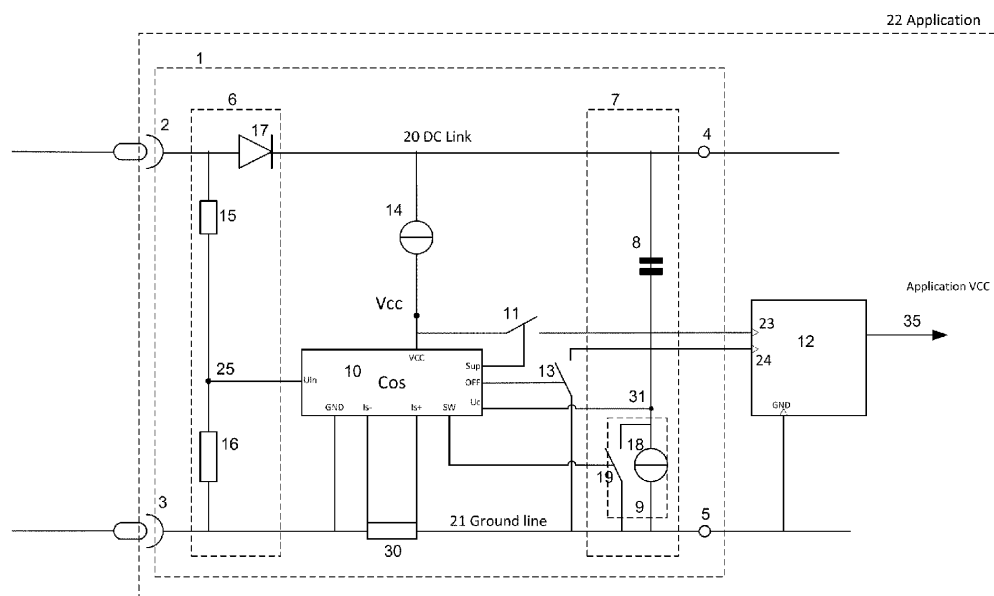 22 Application
1
6
7
2
17
20 DC Link
4
15
14
8
Vcc
11
Application VCC
23
35
12
24
VCC
10
Sup
13
25
UIn
Cos
OFF
Uc
31
GND
GND
Is-
Is+
SW
16
18
19
3
9
21 Ground line
5
30